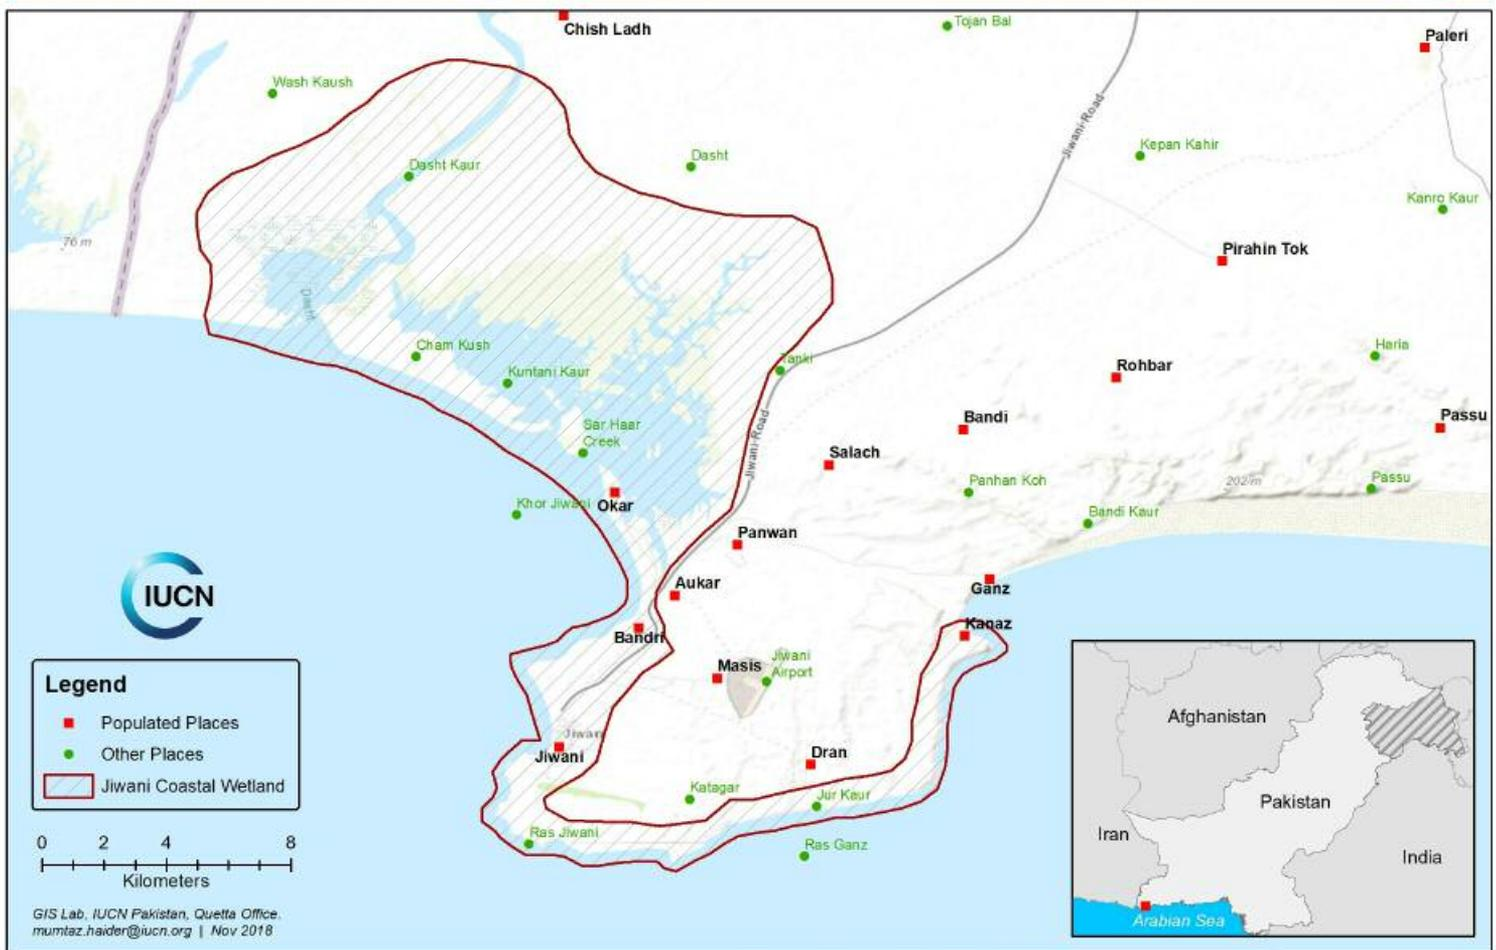 Chish Ladh
Tojan Bal
Paleri
Wash Kaush
Jiwani-Road
Kepan Kahir
Dasht
Dasht Kaur
Kanro Kaur
76 m
Pirahin Tok
Dasht
Cham Kush
Kuntani Kaur
Tanki
Haria
Rohbar
Sar Haar
Creek
Jiwani-Road
Bandi
Passu
Salach
Panhan Koh
202 m
Passu
Khor Jiwani
Okar
Bandi Kaur
Panwan
IUCN
Aukar
Ganz
Bandri
Kanaz
Masis
Jiwani
Airport
Legend
Populated Places
Other Places
Jiwani Coastal Wetland
Jiwani
Jiwani
Dran
Katagar
Jur Kaur
Ras Jiwani
Ras Ganz
0 2 4 8
Kilometers
GIS Lab, IUCN Pakistan, Quetta Office.
mumtaz.haider@iucn.org | Nov 2018
Afghanistan
Pakistan
Iran
India
Arabian Sea